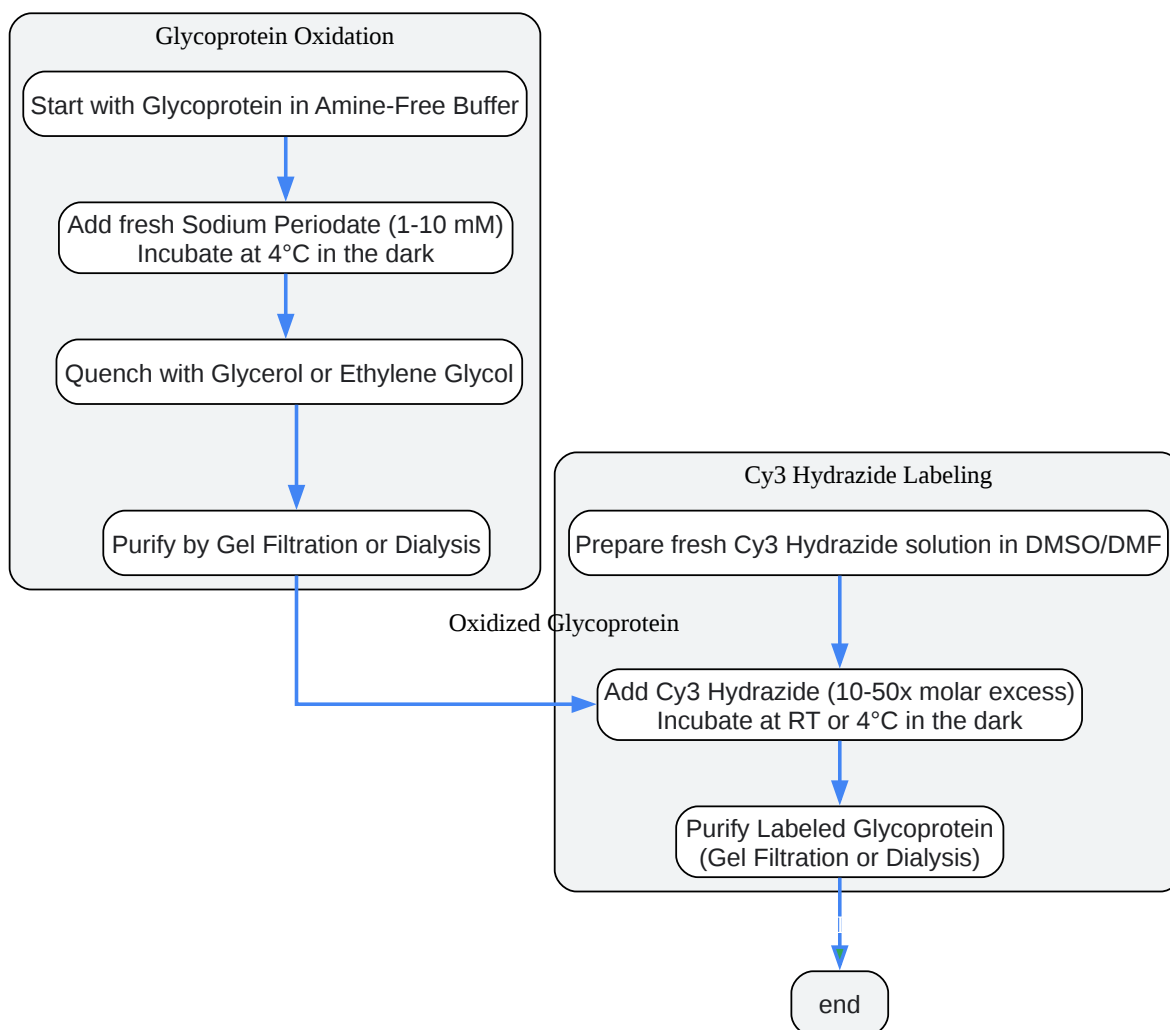 Glycoprotein Oxidation
Start with Glycoprotein in Amine-Free Buffer
Add fresh Sodium Periodate (1-10 mM)
Incubate at 4°C in the dark
Quench with Glycerol or Ethylene Glycol
Purify by Gel Filtration or Dialysis
Oxidized Glycoprotein
Cy3 Hydrazide Labeling
Prepare fresh Cy3 Hydrazide solution in DMSO/DMF
Add Cy3 Hydrazide (10-50x molar excess)
Incubate at RT or 4°C in the dark
Purify Labeled Glycoprotein
(Gel Filtration or Dialysis)
end